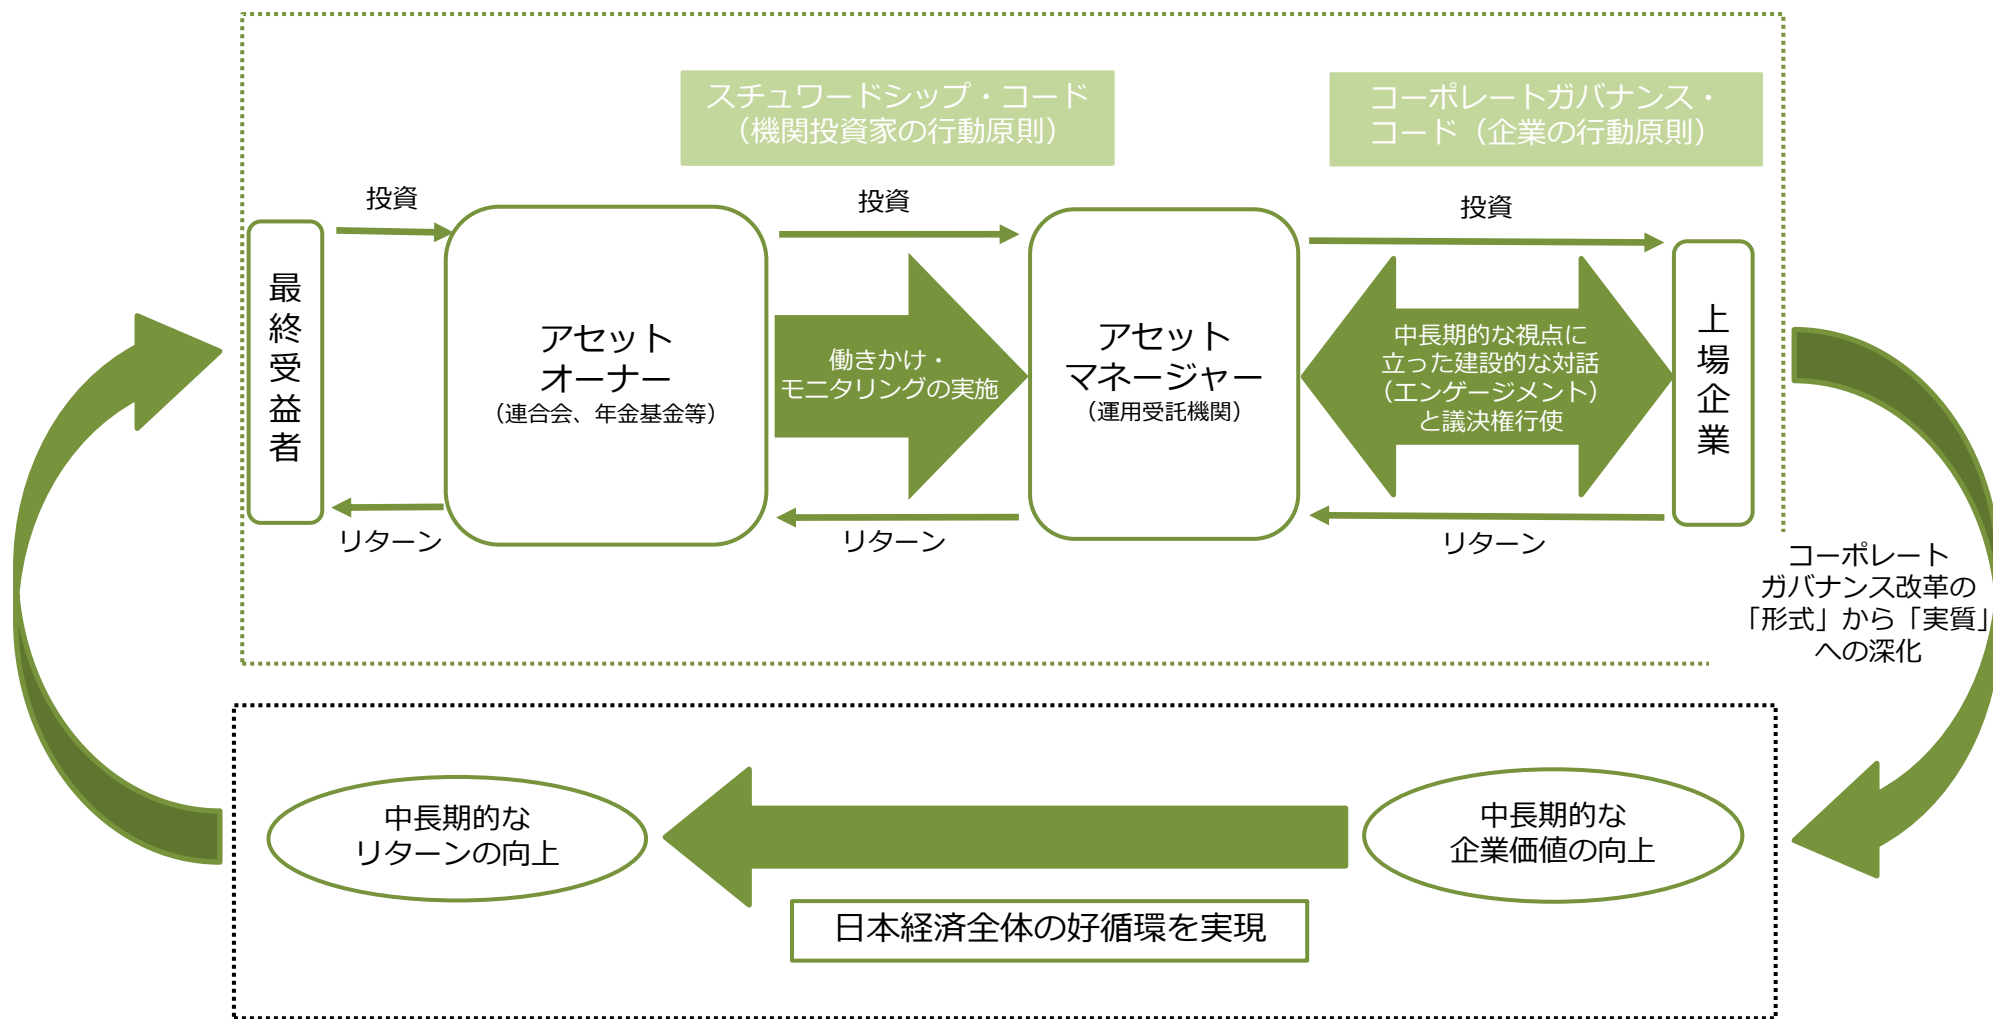 スチュワードシップ・コード
（機関投資家の行動原則）
コーポレートガバナンス・
コード（企業の行動原則）
投資
投資
投資
最終受益者
アセット
オーナー
（連合会、年金基金等）
働きかけ・
モニタリングの実施
アセット
マネージャー
（運用受託機関）
中長期的な視点に
立った建設的な対話
（エンゲージメント）
と議決権行使
上場企業
リターン
リターン
リターン
コーポレート
ガバナンス改革の
「形式」から「実質」
への深化
中長期的な
リターンの向上
中長期的な
企業価値の向上
日本経済全体の好循環を実現